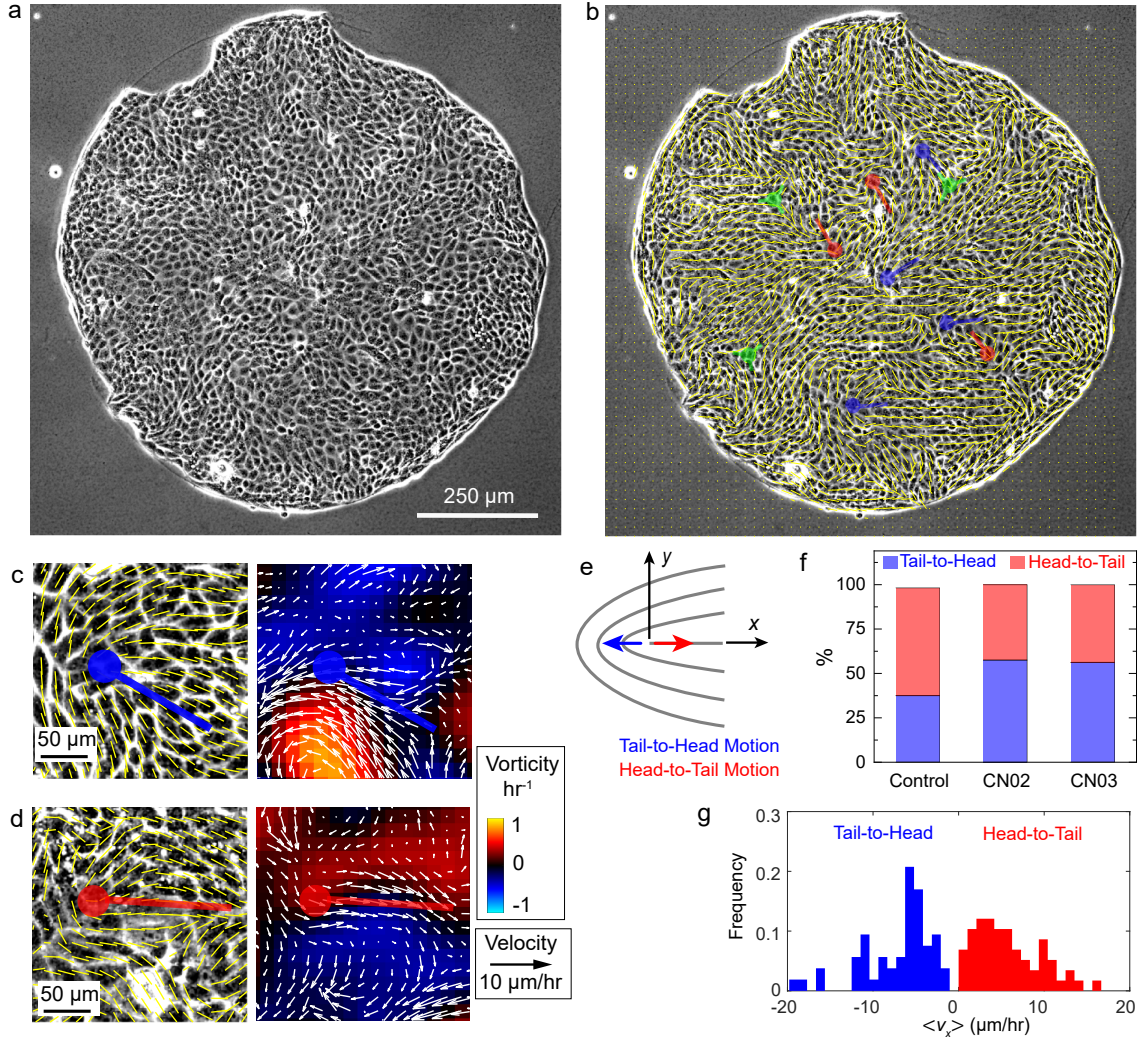 a
b
250 µm
c
50 µm
d
50 µm
Vorticity
hr-1
1
0
-1
Velocity
10 µm/hr
e
y
x
Tail-to-Head Motion
Head-to-Tail Motion
f
Tail-to-Head
Head-to-Tail
100
75
50
25
0
%
Control
CN02
CN03
g
Tail-to-Head
Head-to-Tail
0.3
0.2
0.1
0
Frequency
-20
-10
0
10
20
<vx> (µm/hr)